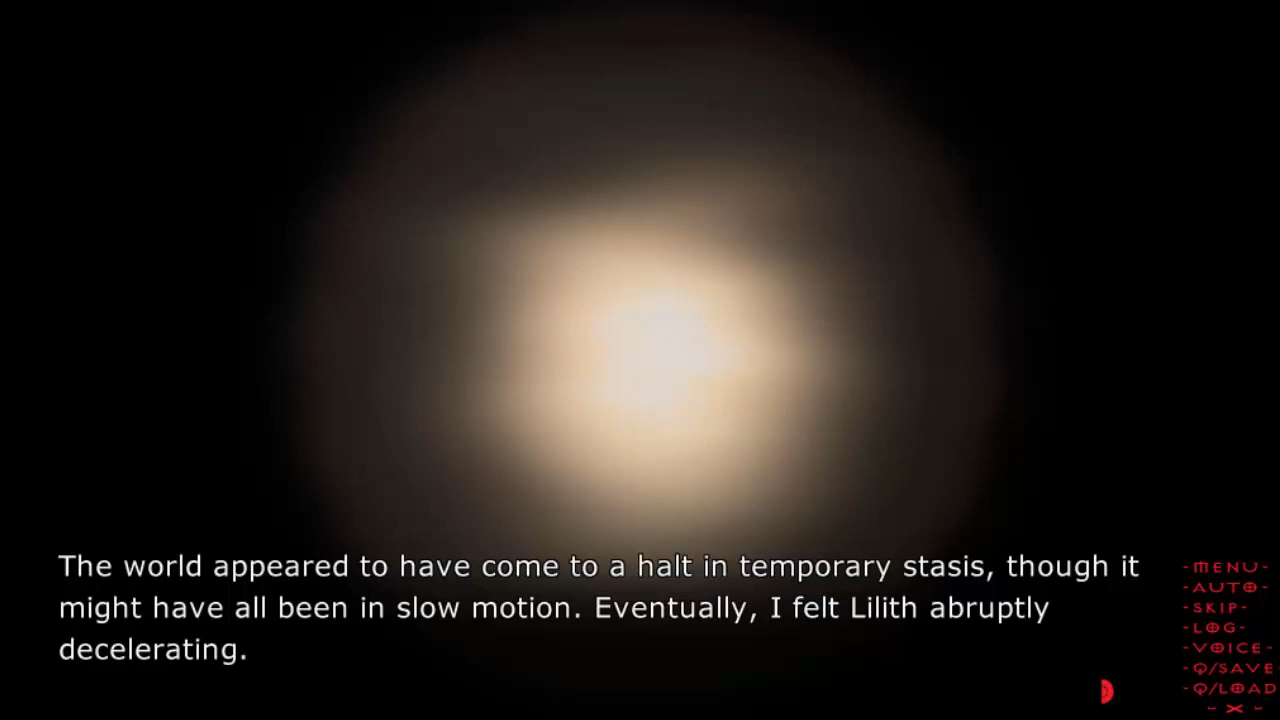 The world appeared to have come to a halt in temporary stasis, though it
might have all been in slow motion. Eventually, I felt Lilith abruptly
decelerating.
-MENU-
-AUTO-
-SKIP-
-LOG-
-VOICE-
-Q/SAVE
-Q/LOAD
- X -